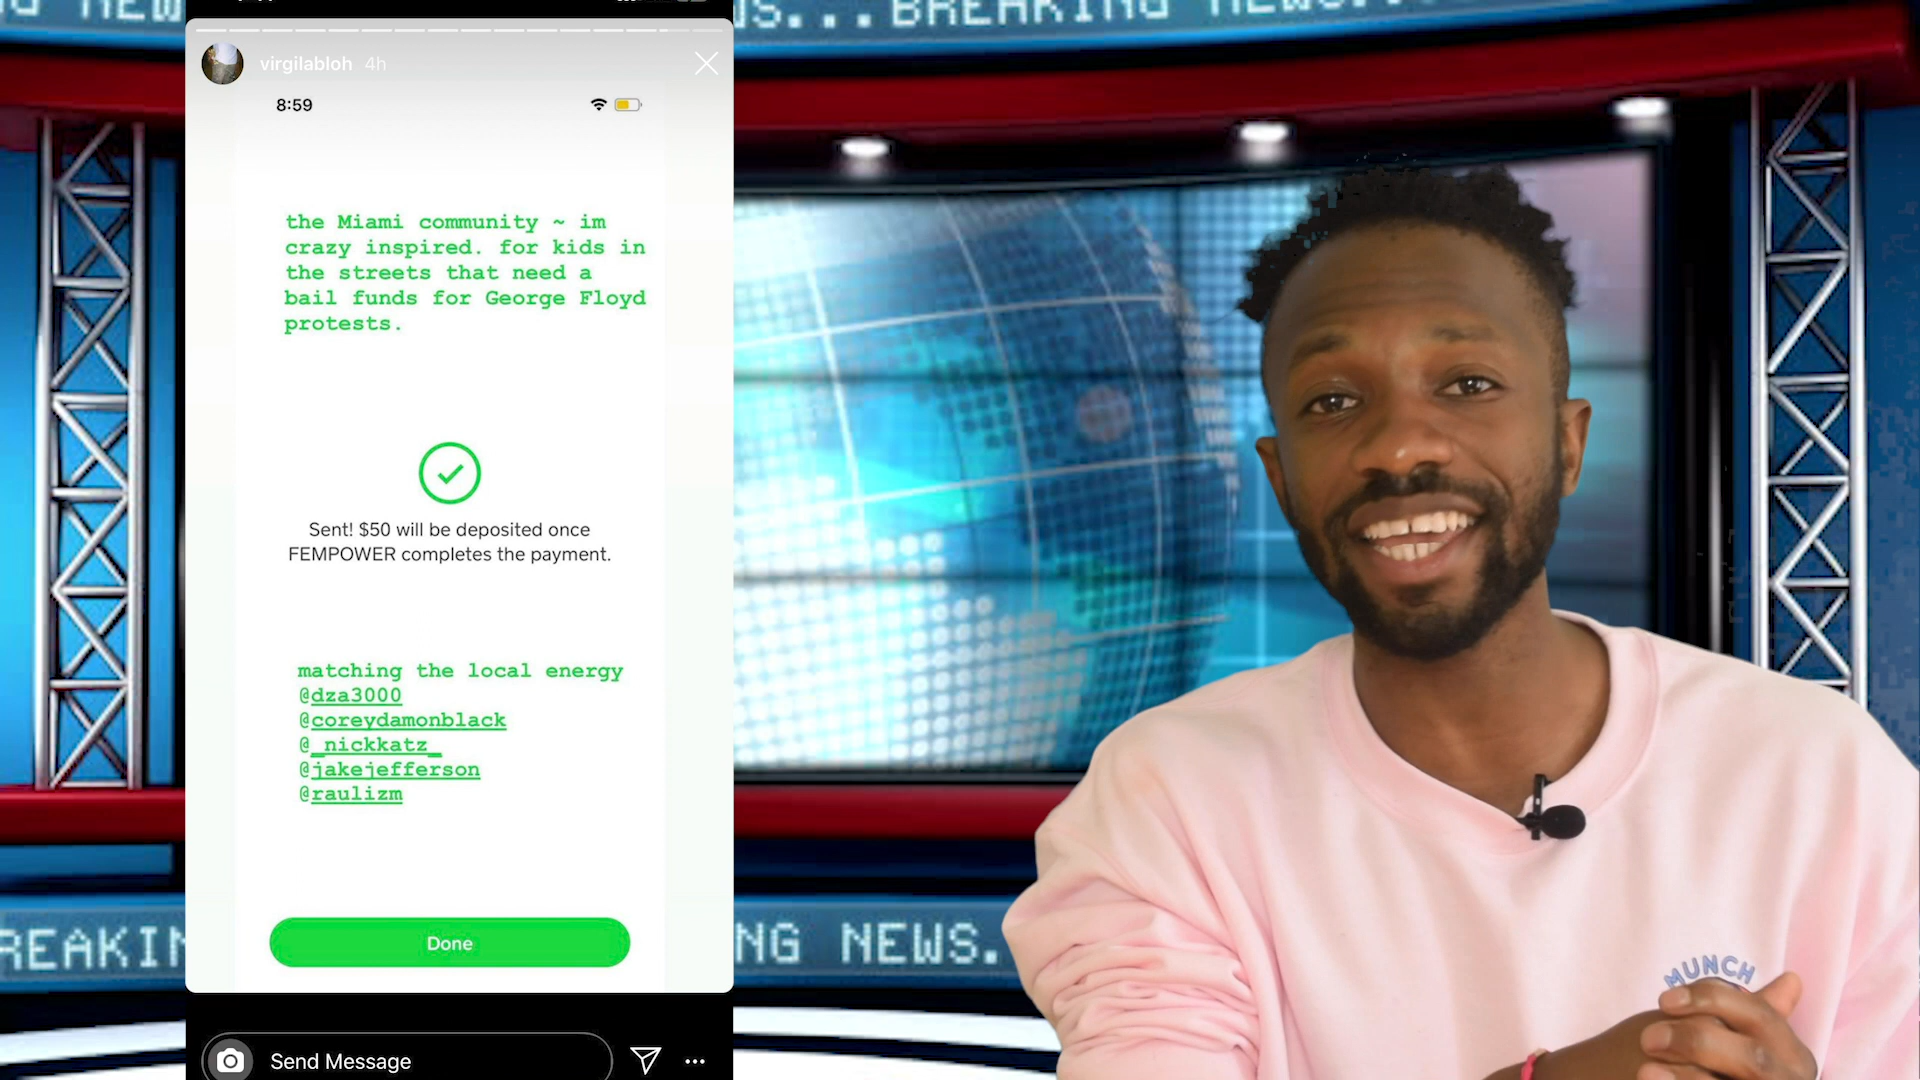 NEWS...BREAKING NEWS...
virgilabloh 4h
8:59
the Miami community ~ im
crazy inspired. for kids in
the streets that need a
bail funds for George Floyd
protests.
Sent! $50 will be deposited once
FEMPOWER completes the payment.
matching the local energy
@dza3000
@coreydamonblack
@_nickkatz_
@jakejefferson
@raulizm
Done
REAKIN
NG NEWS.
MUNCH
Send Message